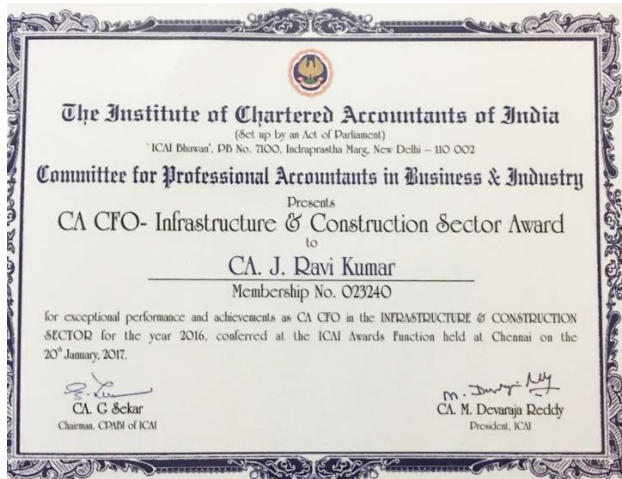 The Institute of Chartered Accountants of India
(Set up by an Act of Parliament)
'ICAI Bhawan', PB No. 7100, Indraprastha Marg, New Delhi – 110 002
Committee for Professional Accountants in Business & Industry
Presents
CA CFO- Infrastructure & Construction Sector Award
to
CA. J. Ravi Kumar
Membership No. 023240
for exceptional performance and achievements as CA CFO in the INFRASTRUCTURE & CONSTRUCTION
SECTOR for the year 2016, conferred at the ICAI Awards Function held at Chennai on the
20th January, 2017.
CA. G Sekar
Chairman, CPABI of ICAI
CA. M. Devaraja Reddy
President, ICAI